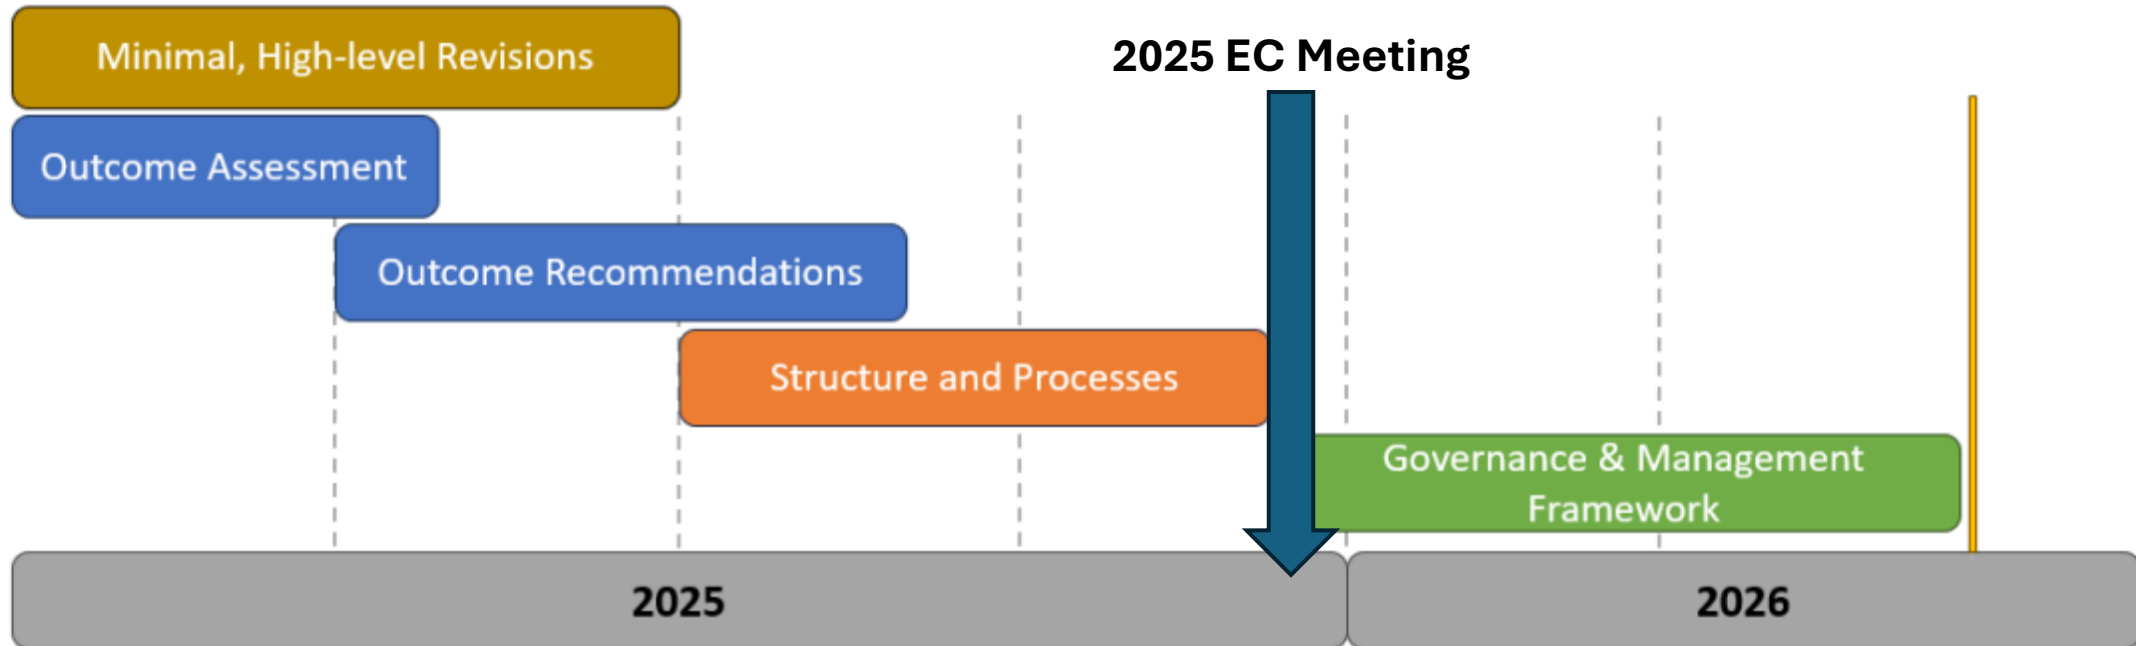 Minimal, High-level Revisions
2025 EC Meeting
Outcome Assessment
Outcome Recommendations
Structure and Processes
Governance & Management
Framework
2025
2026